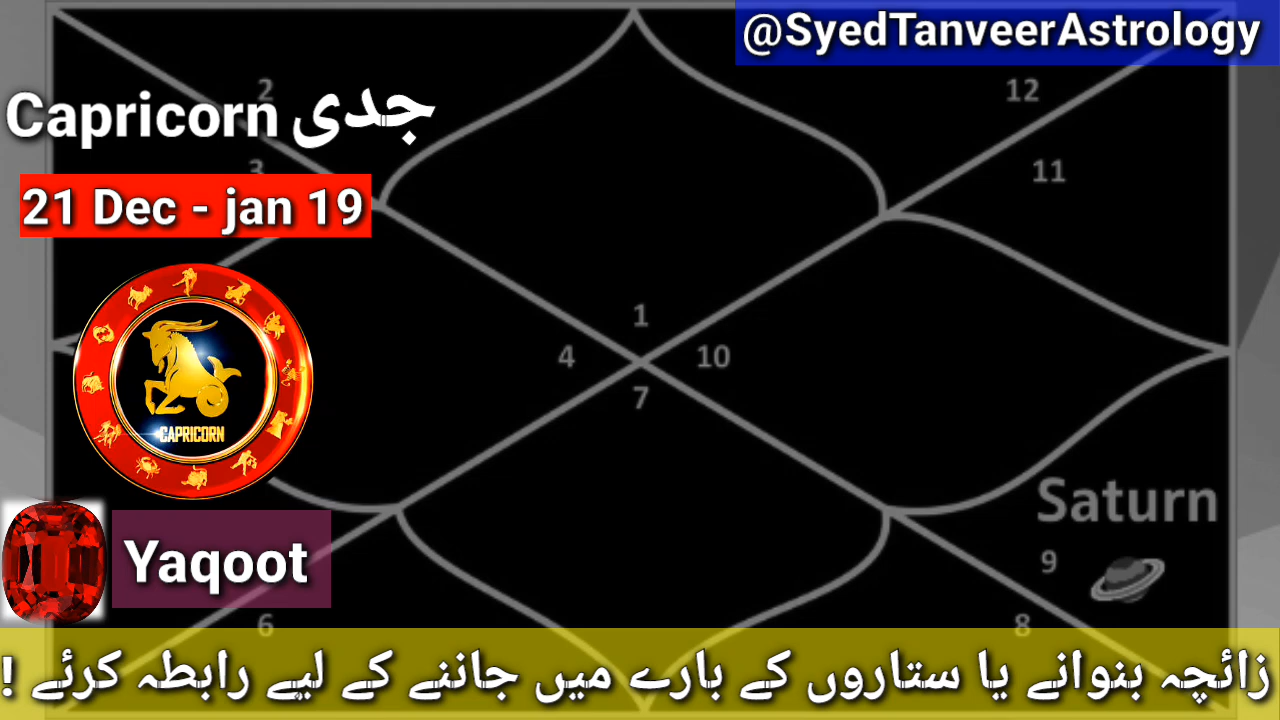 @SyedTanveerAstrology
2
12
Capricorn جدی
3
11
21 Dec - jan 19
1
4
10
7
CAPRICORN
Saturn
Yaqoot
9
6
8
زائچہ بنوانے یا ستاروں کے بارے میں جاننے کے لیے رابطہ کرئے !